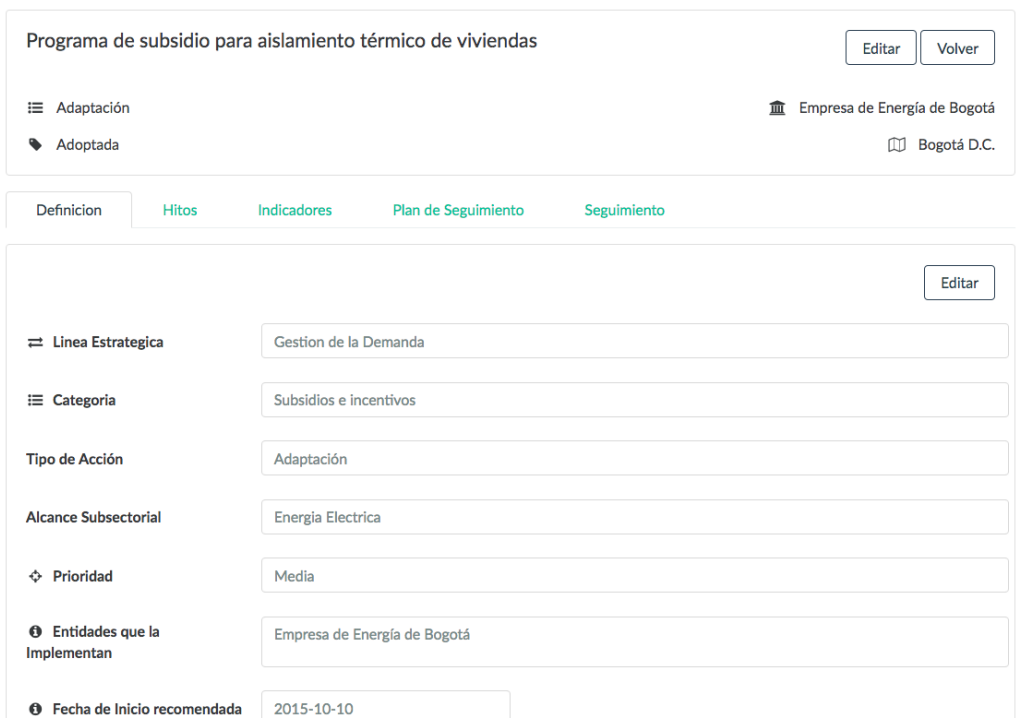 Programa de subsidio para aislamiento térmico de viviendas
Editar Volver
Adaptación Empresa de Energía de Bogotá
Adoptada Bogotá D.C.
Definicion Hitos Indicadores Plan de Seguimiento Seguimiento
Editar
Linea Estrategica Gestion de la Demanda
Categoria Subsidios e incentivos
Tipo de Acción Adaptación
Alcance Subsectorial Energia Electrica
Prioridad Media
Entidades que la Empresa de Energía de Bogotá
Implementan
Fecha de Inicio recomendada 2015-10-10